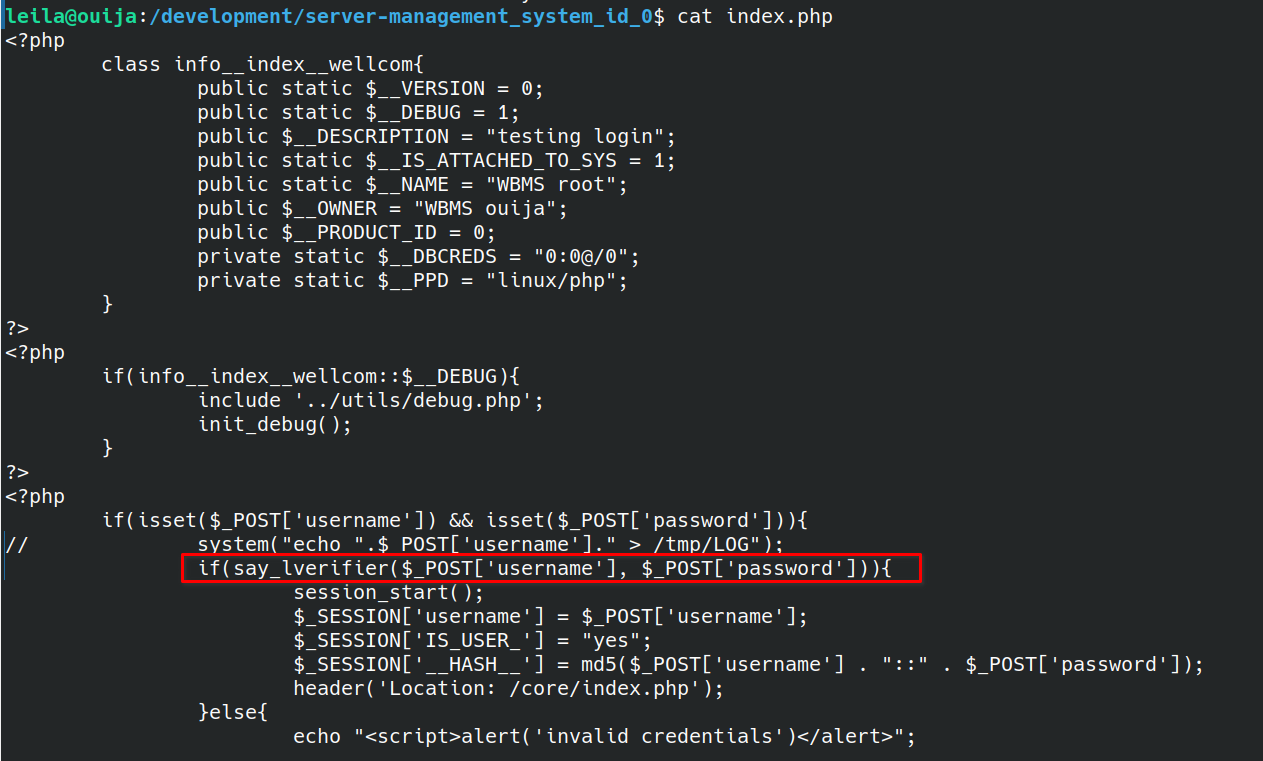 leila@ouija:/development/server-management_system_id_0$ cat index.php
<?php
        class info__index__wellcom{
                public static $__VERSION = 0;
                public static $__DEBUG = 1;
                public $__DESCRIPTION = "testing login";
                public static $__IS_ATTACHED_TO_SYS = 1;
                public static $__NAME = "WBMS root";
                public $__OWNER = "WBMS ouija";
                public $__PRODUCT_ID = 0;
                private static $__DBCREDS = "0:0@/0";
                private static $__PPD = "linux/php";
        }
?>
<?php
        if(info__index__wellcom::$__DEBUG){
                include '../utils/debug.php';
                init_debug();
        }
?>
<?php
        if(isset($_POST['username']) && isset($_POST['password'])){
//              system("echo ".$_POST['username']." > /tmp/LOG");
                if(say_lverifier($_POST['username'], $_POST['password'])){
                        session_start();
                        $_SESSION['username'] = $_POST['username'];
                        $_SESSION['IS_USER_'] = "yes";
                        $_SESSION['__HASH__'] = md5($_POST['username'] . "::" . $_POST['password']);
                        header('Location: /core/index.php');
                }else{
                        echo "<script>alert('invalid credentials')</alert>";